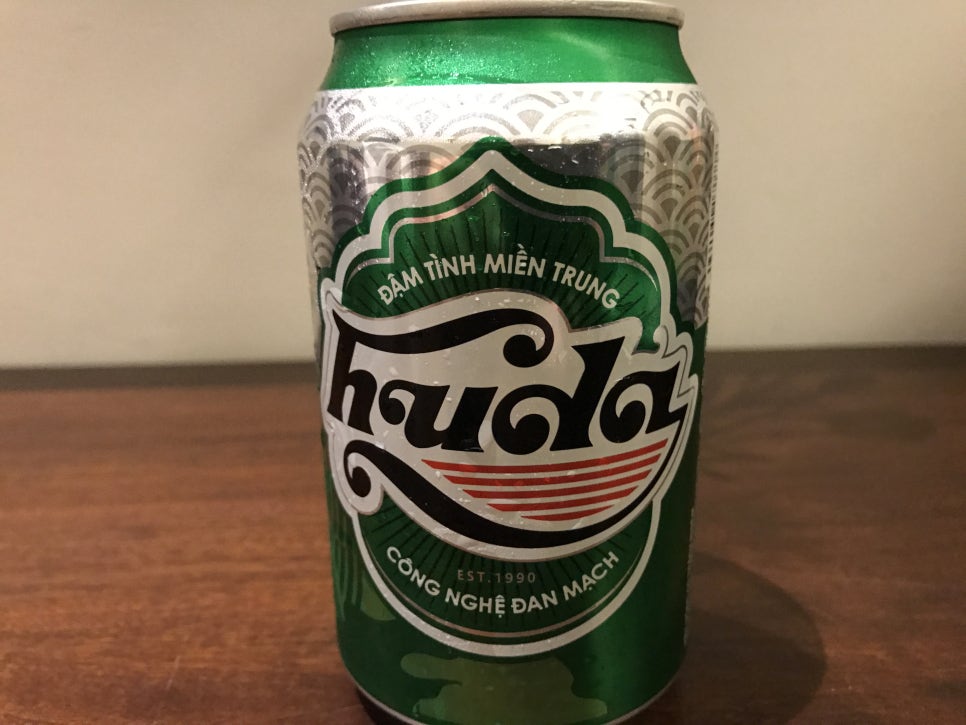 ĐẬM TÌNH MIỀN TRUNG
huda
EST.1990
CÔNG NGHỆ ĐAN MẠCH